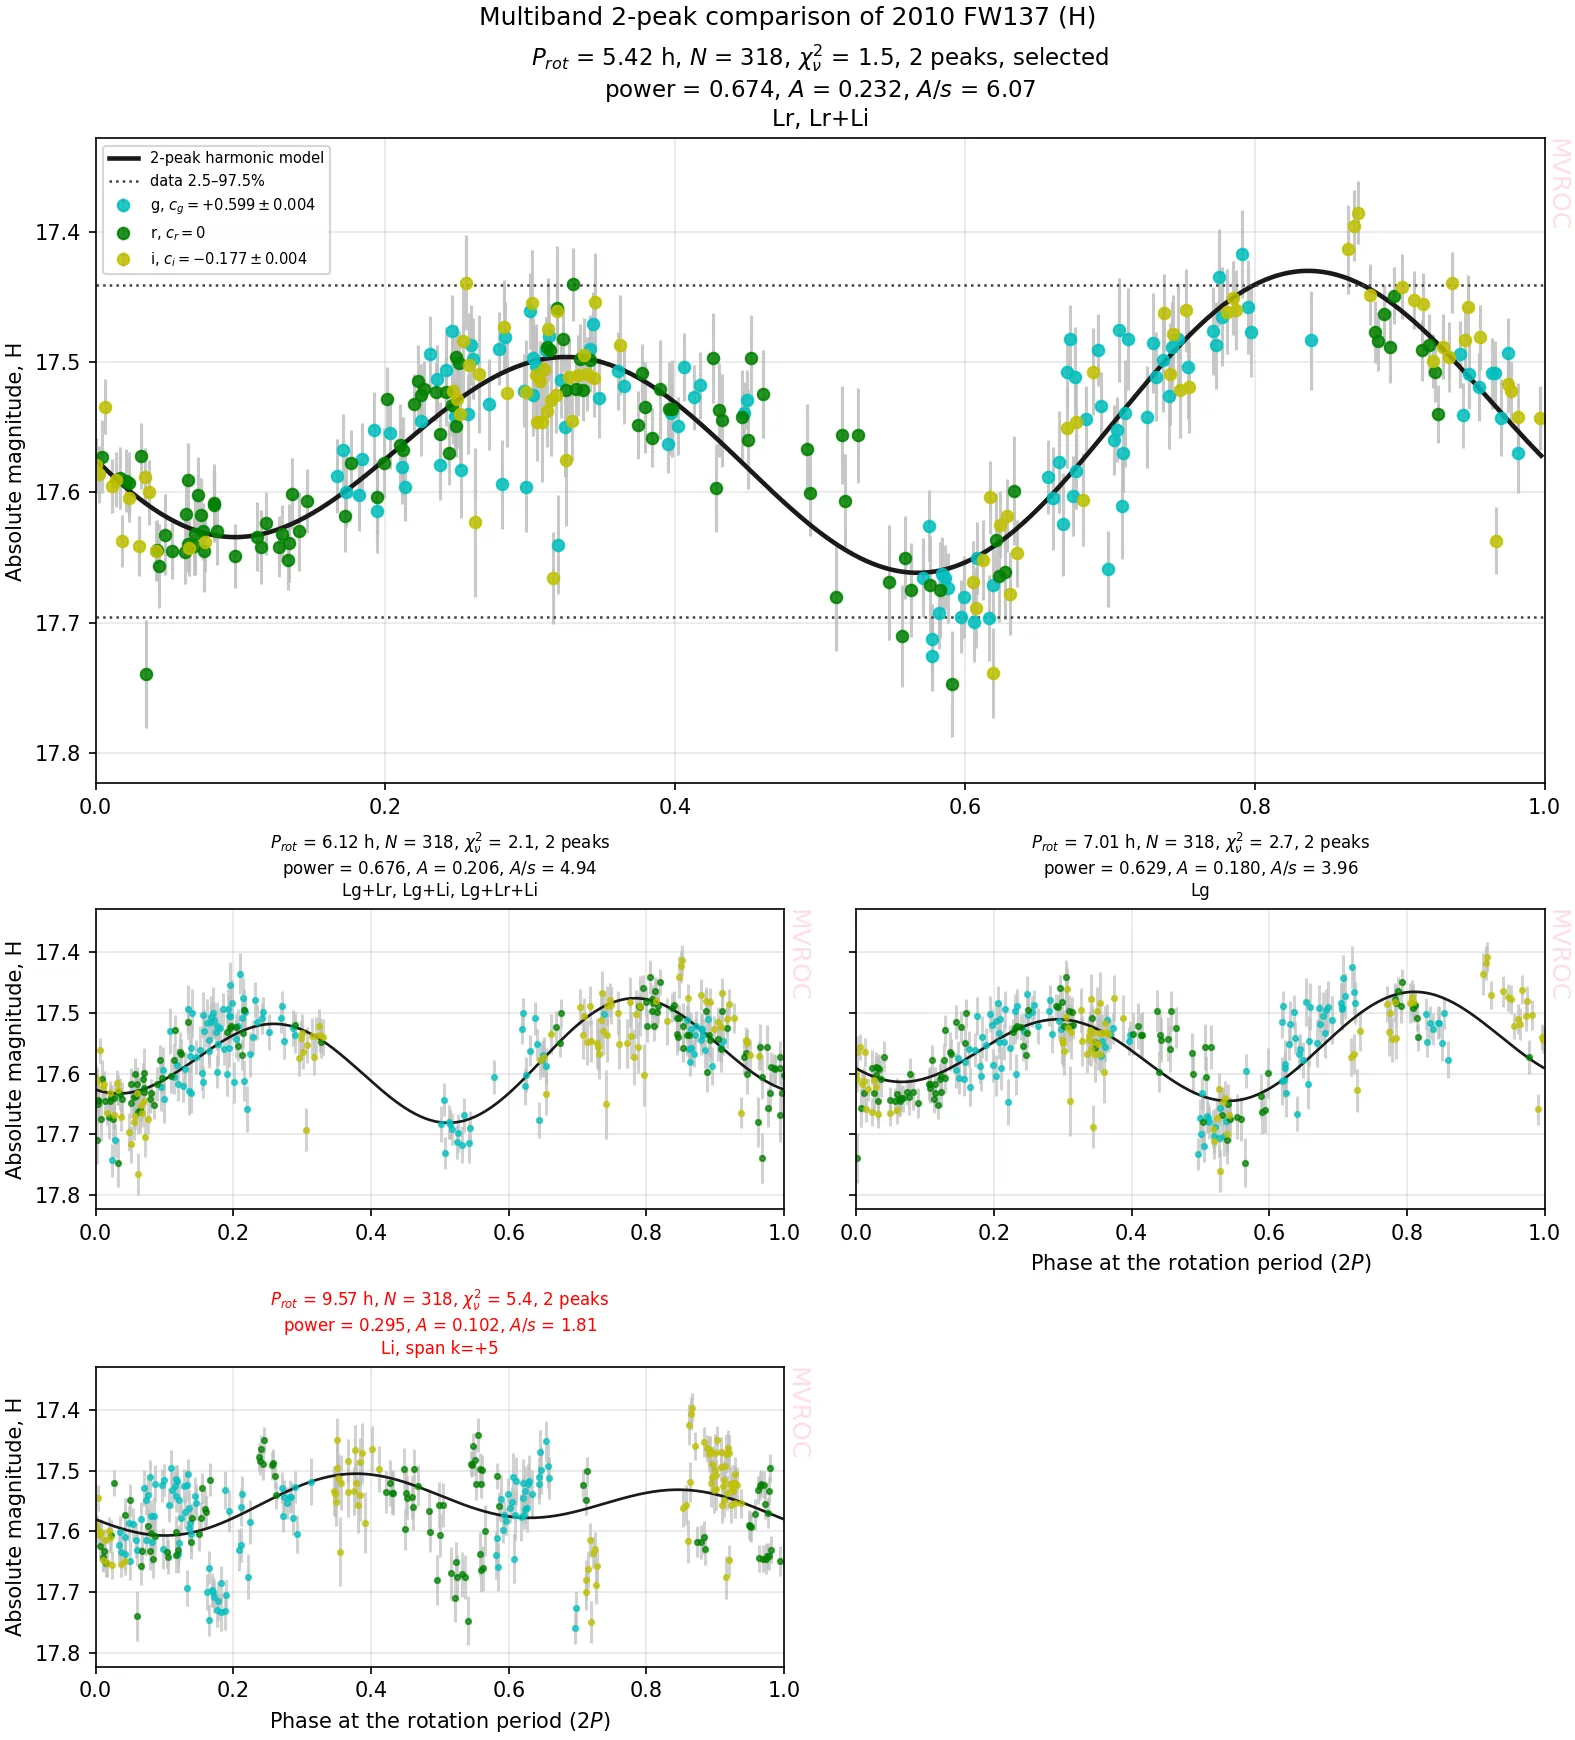 Multiband 2-peak comparison of 2010 FW137 (H)
P_rot = 5.42 h, N = 318, χ²_ν = 1.5, 2 peaks, selected
power = 0.674, A = 0.232, A/s = 6.07
Lr, Lr+Li
2-peak harmonic model
data 2.5–97.5%
g, c_g = +0.599 ± 0.004
r, c_r = 0
i, c_i = −0.177 ± 0.004
MVROC
Absolute magnitude, H
17.4
17.5
17.6
17.7
17.8
0.0 0.2 0.4 0.6 0.8 1.0
P_rot = 6.12 h, N = 318, χ²_ν = 2.1, 2 peaks
power = 0.676, A = 0.206, A/s = 4.94
Lg+Lr, Lg+Li, Lg+Lr+Li
MVROC
Absolute magnitude, H
17.4
17.5
17.6
17.7
17.8
0.0 0.2 0.4 0.6 0.8 1.0
P_rot = 7.01 h, N = 318, χ²_ν = 2.7, 2 peaks
power = 0.629, A = 0.180, A/s = 3.96
Lg
MVROC
0.0 0.2 0.4 0.6 0.8 1.0
Phase at the rotation period (2P)
P_rot = 9.57 h, N = 318, χ²_ν = 5.4, 2 peaks
power = 0.295, A = 0.102, A/s = 1.81
Li, span k=+5
MVROC
Absolute magnitude, H
17.4
17.5
17.6
17.7
17.8
0.0 0.2 0.4 0.6 0.8 1.0
Phase at the rotation period (2P)